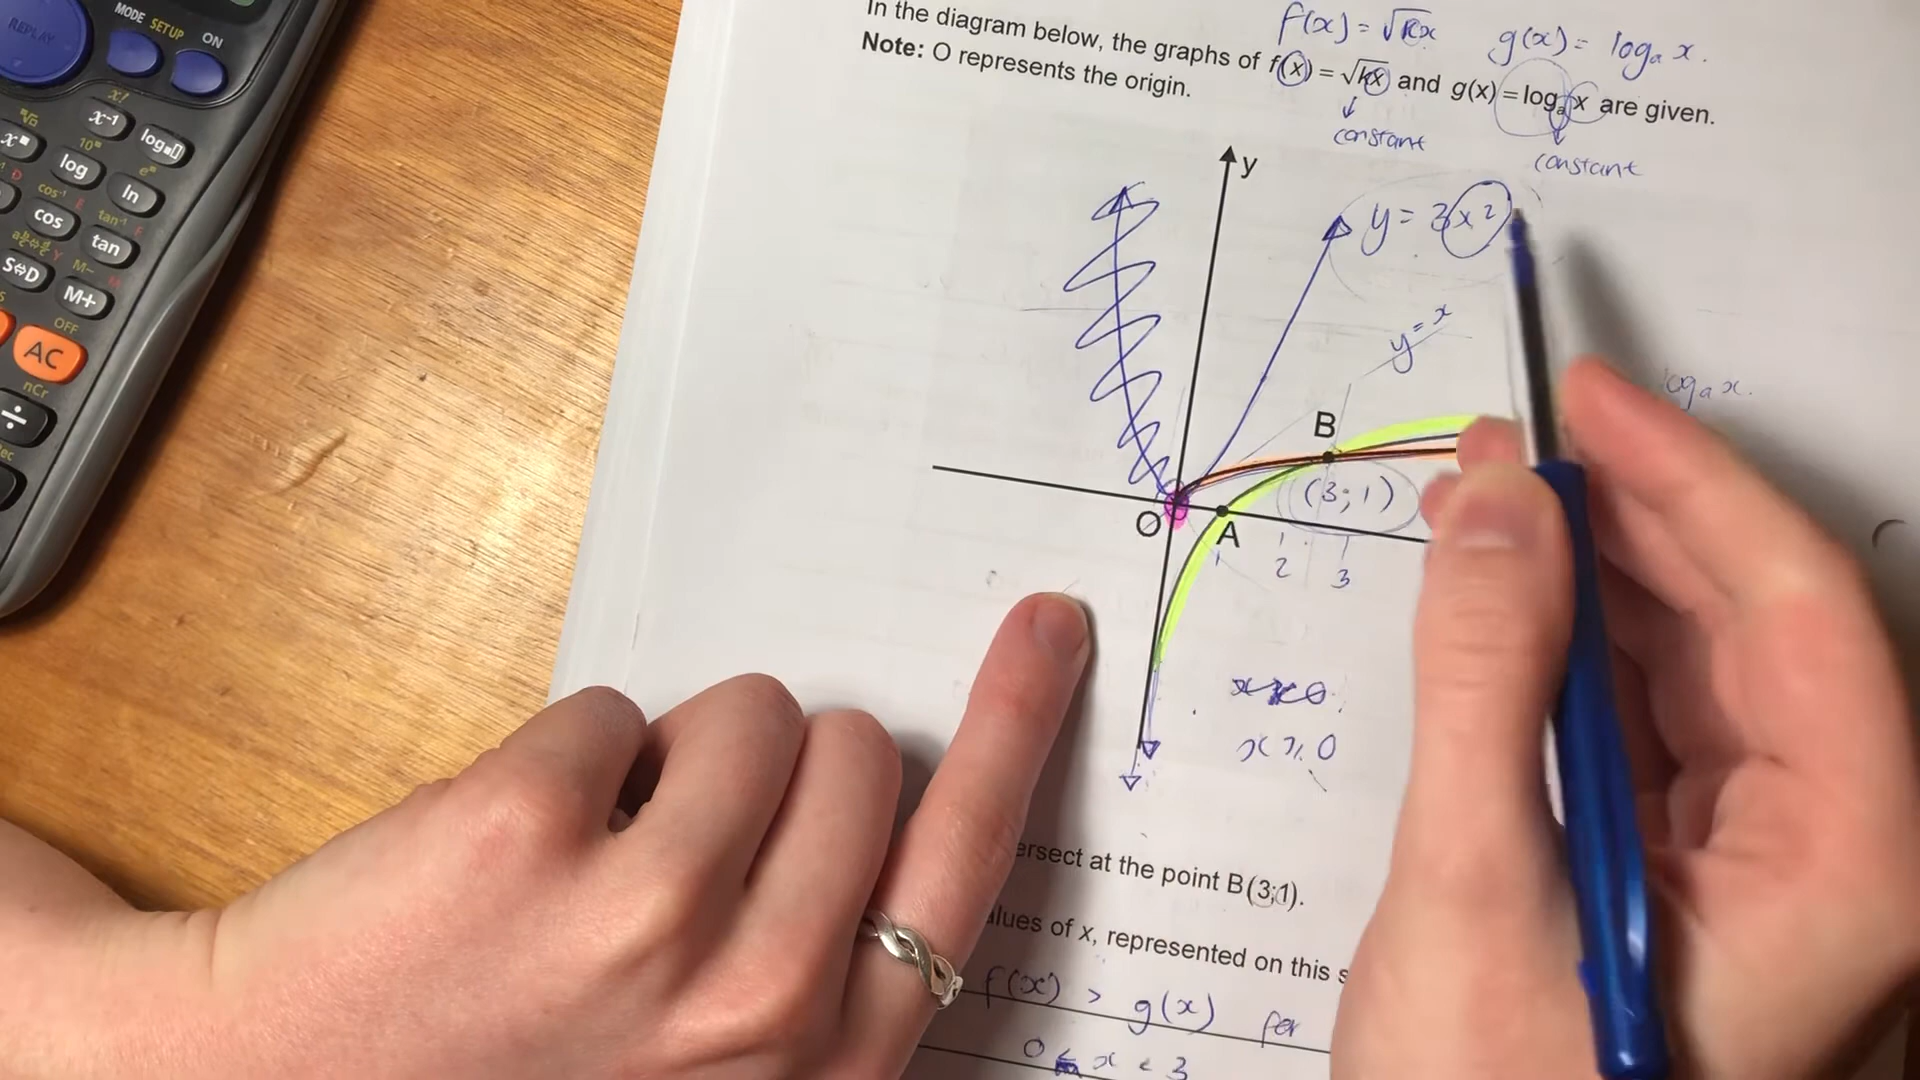 MODE SETUP
ON
REPLAY
x!
x⁻¹
log
10ˣ
log
ln
eˣ
cos⁻¹
tan⁻¹
cos
tan
S⇔D
M−
M+
OFF
AC
nCr
÷
f(x) = √kx g(x) = logₐ x.
In the diagram below, the graphs of f(x) = √kx and g(x) = logₐ x are given.
Note: O represents the origin.
constant
constant
y
y = 3x²
y = x
logₐ x.
B
(3;1)
O
A
1
2
3
x ≥ 0
ersect at the point B(3;1).
alues of x, represented on this s
f(x) > g(x) for
0 < x < 3